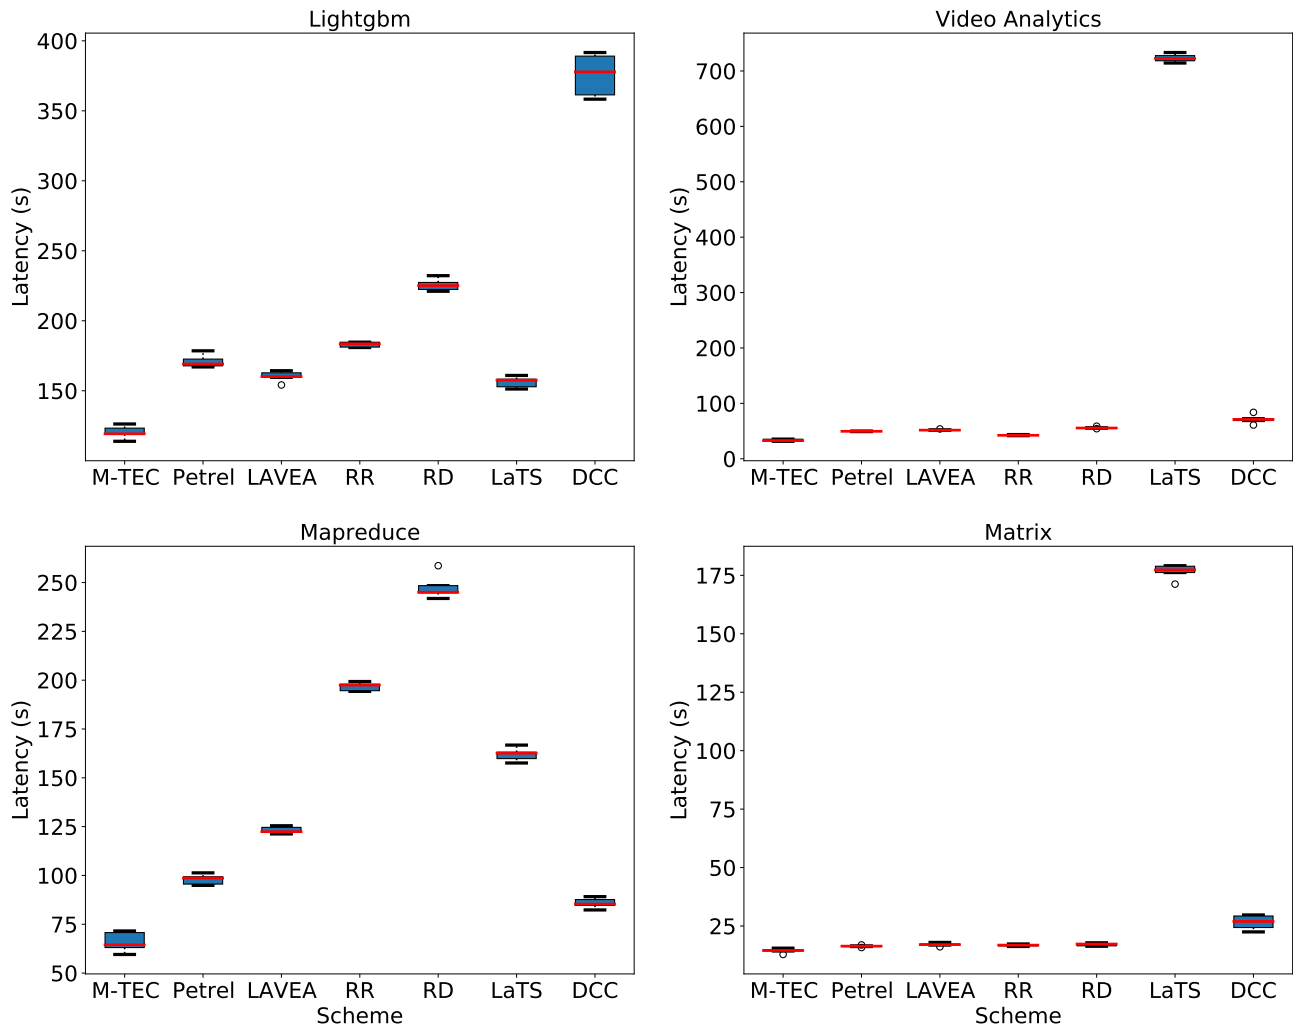 Lightgbm
Latency (s)
400
350
300
250
200
150
M-TEC Petrel LAVEA RR RD LaTS DCC
Video Analytics
Latency (s)
700
600
500
400
300
200
100
0
M-TEC Petrel LAVEA RR RD LaTS DCC
Mapreduce
Latency (s)
250
225
200
175
150
125
100
75
50
M-TEC Petrel LAVEA RR RD LaTS DCC
Scheme
Matrix
Latency (s)
175
150
125
100
75
50
25
M-TEC Petrel LAVEA RR RD LaTS DCC
Scheme